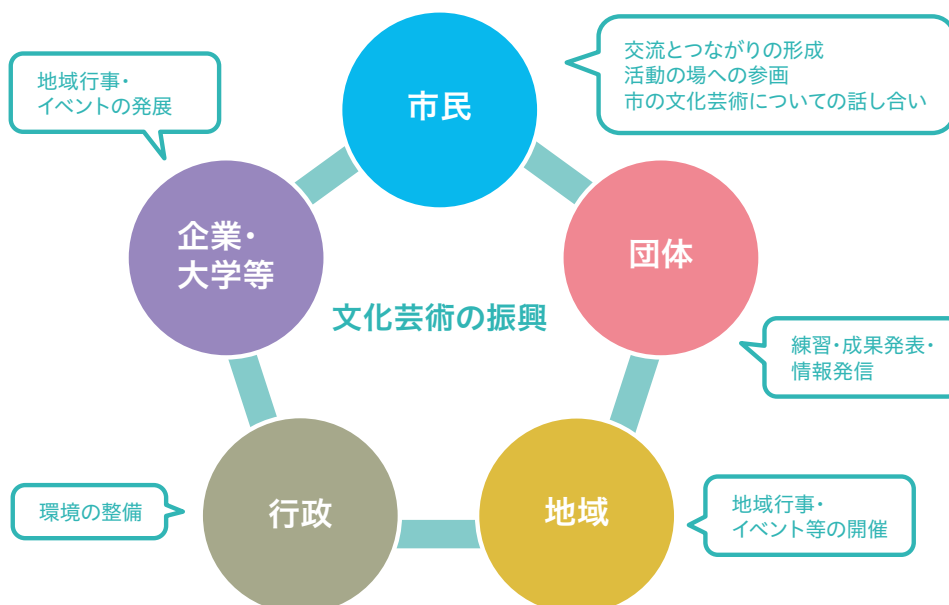 市民
交流とつながりの形成
活動の場への参画
市の文化芸術についての話し合い
地域行事・
イベントの発展
企業・
大学等
団体
文化芸術の振興
練習・成果発表・
情報発信
行政
環境の整備
地域
地域行事・
イベント等の開催